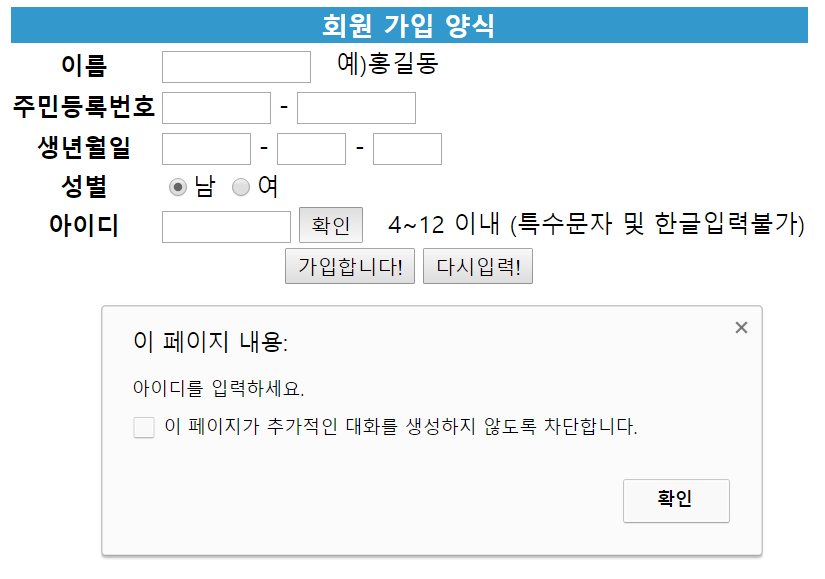 회원 가입 양식
이름 예)홍길동
주민등록번호 -
생년월일 - -
성별 남 여
아이디 확인 4~12 이내 (특수문자 및 한글입력불가)
가입합니다! 다시입력!
이 페이지 내용:
아이디를 입력하세요.
이 페이지가 추가적인 대화를 생성하지 않도록 차단합니다.
확인